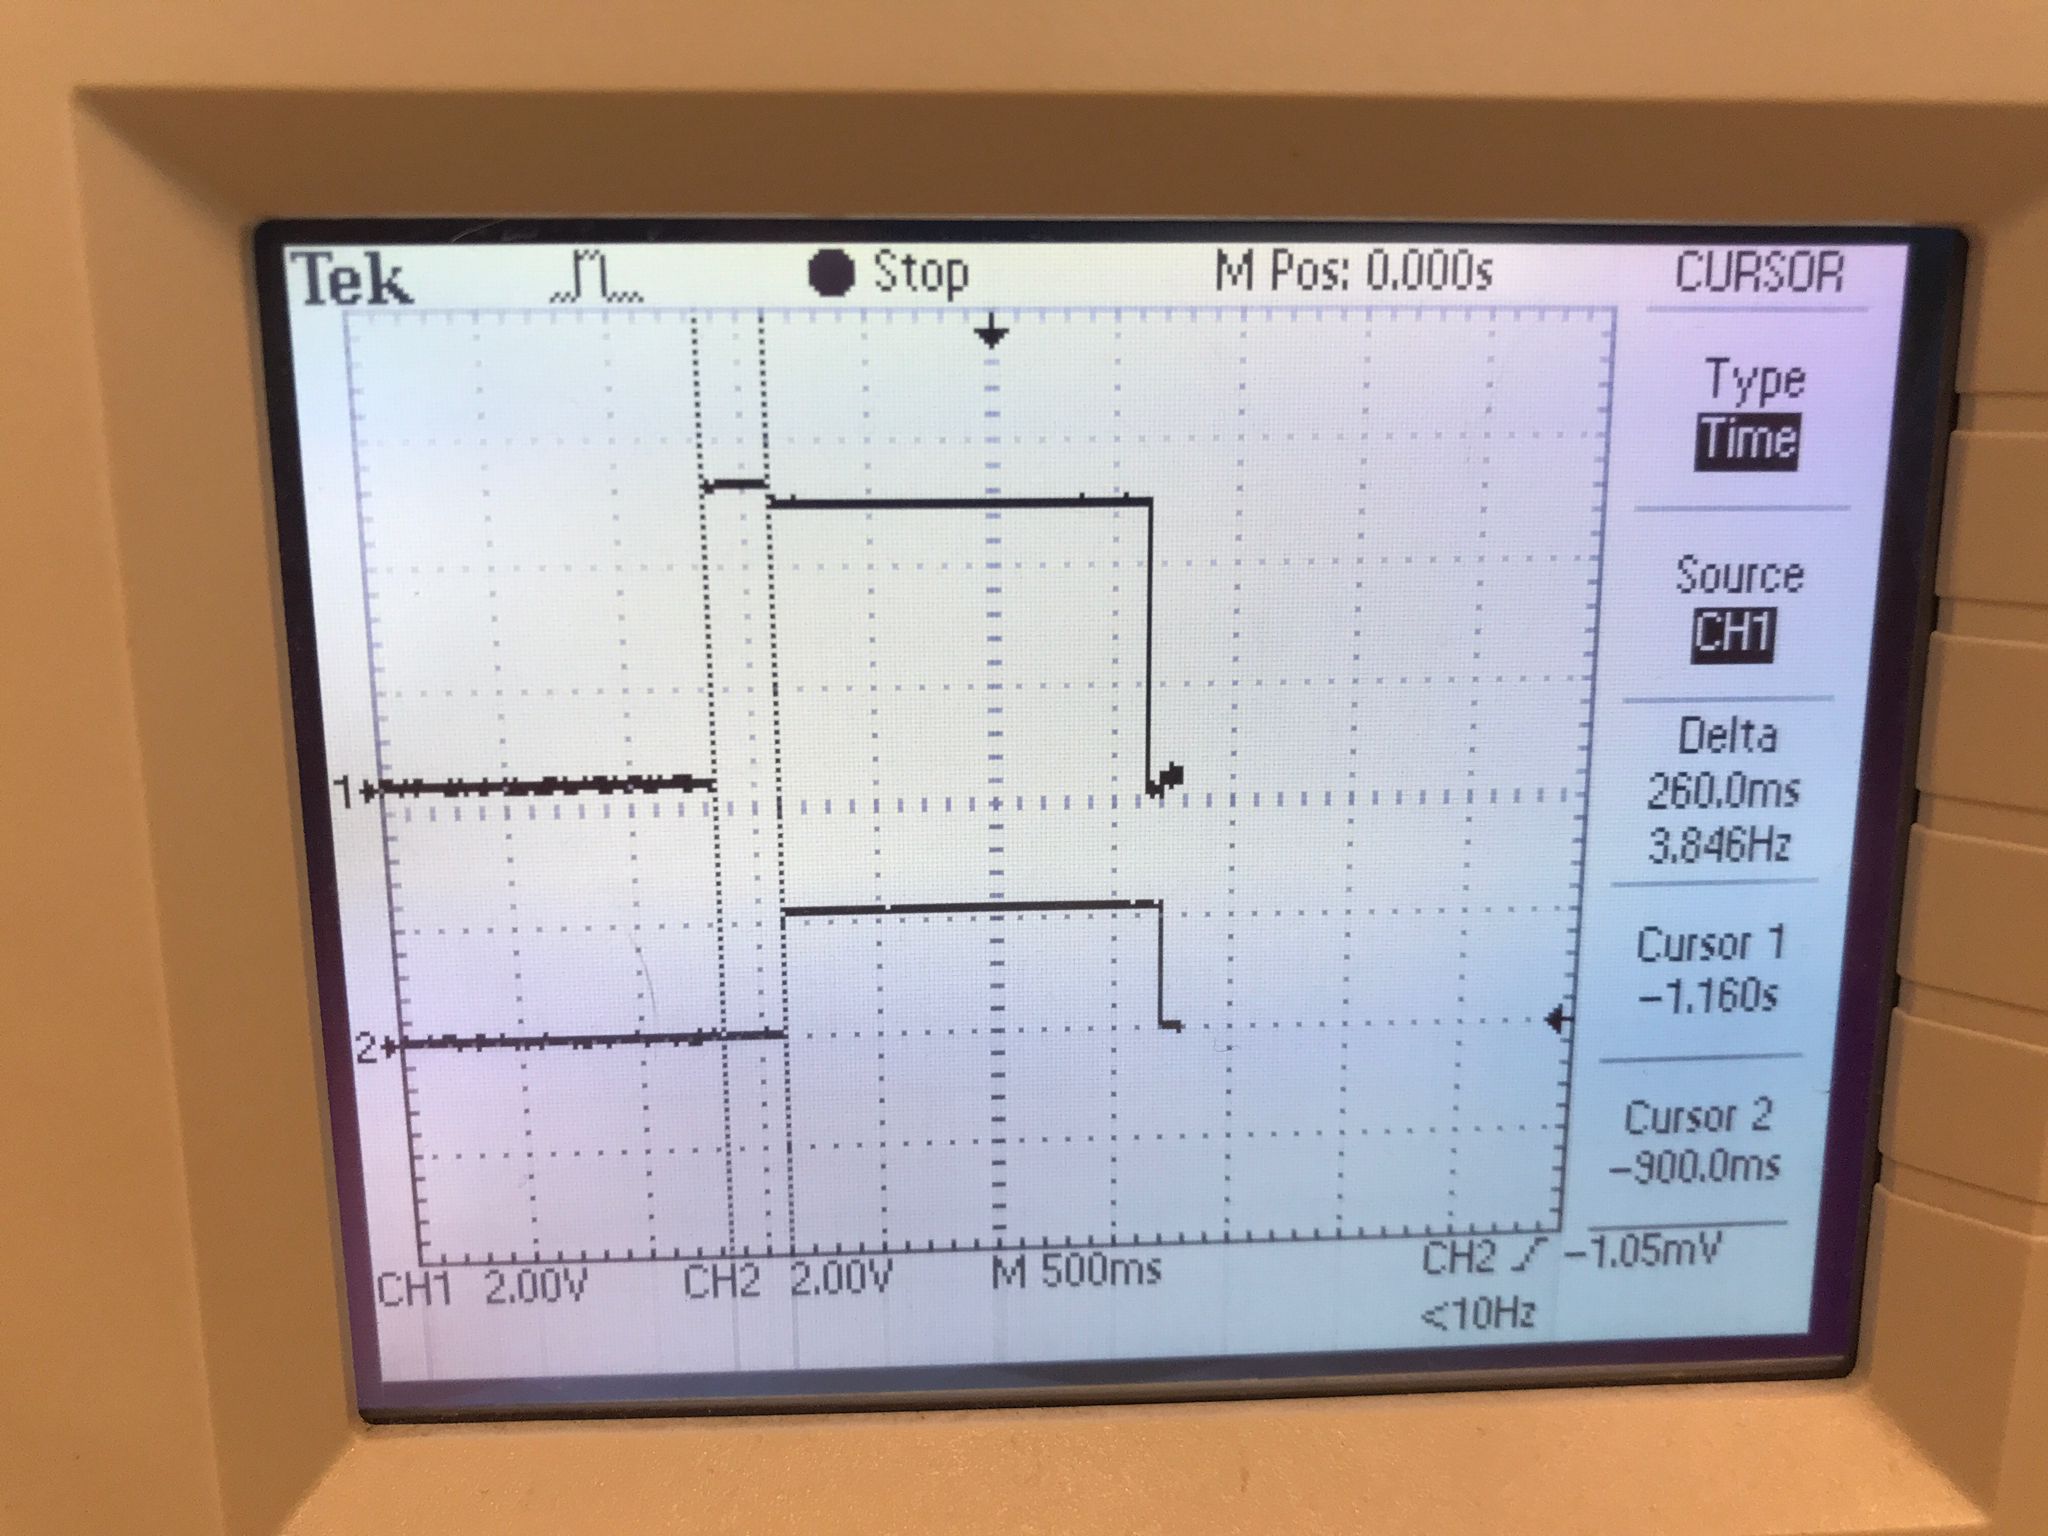 Tek Stop M Pos: 0.000s CURSOR
Type
Time
Source
CH1
Delta
260.0ms
3.846Hz
Cursor 1
-1.160s
Cursor 2
-900.0ms
1
2
CH1 2.00V CH2 2.00V M 500ms CH2 -1.05mV
<10Hz